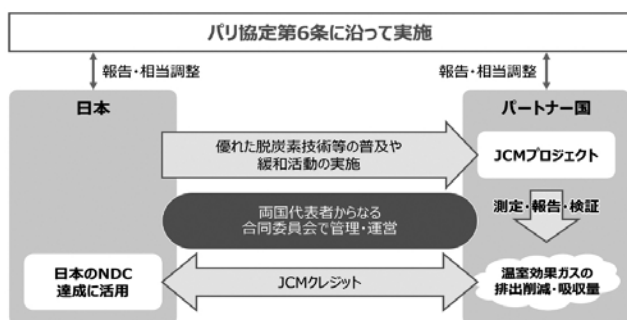 パリ協定第6条に沿って実施
報告・相当調整
報告・相当調整
日本
パートナー国
優れた脱炭素技術等の普及や
緩和活動の実施
JCMプロジェクト
測定・報告・検証
両国代表者からなる
合同委員会で管理・運営
日本のNDC
達成に活用
JCMクレジット
温室効果ガスの
排出削減・吸収量